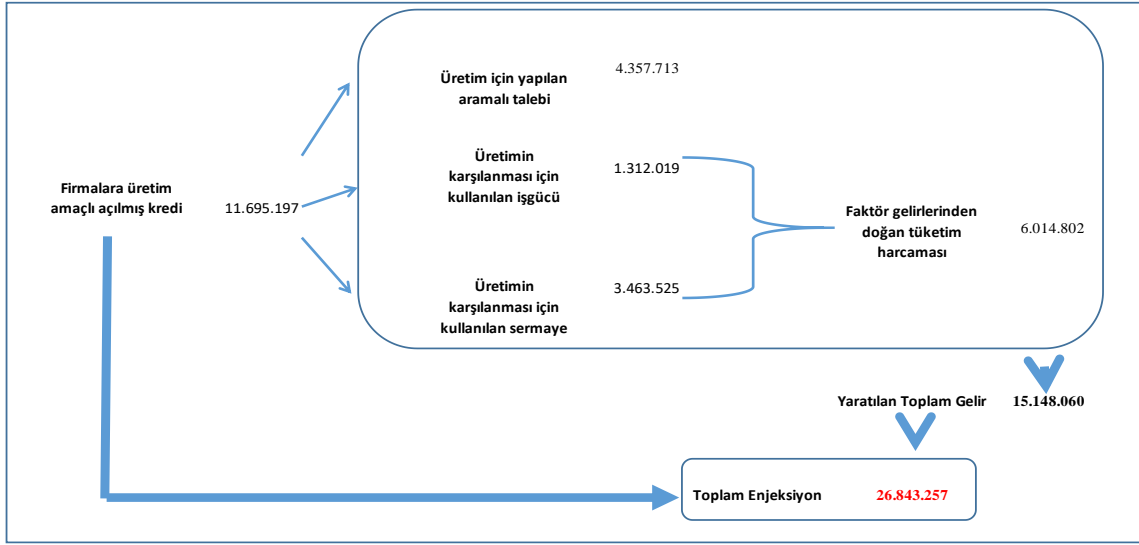 Firmalara üretim
amaçlı açılmış kredi
11.695.197
Üretim için yapılan
aramalı talebi
4.357.713
Üretimin
karşılanması için
kullanılan işgücü
1.312.019
Üretimin
karşılanması için
kullanılan sermaye
3.463.525
Faktör gelirlerinden
doğan tüketim
harcaması
6.014.802
Yaratılan Toplam Gelir
15.148.060
Toplam Enjeksiyon
26.843.257